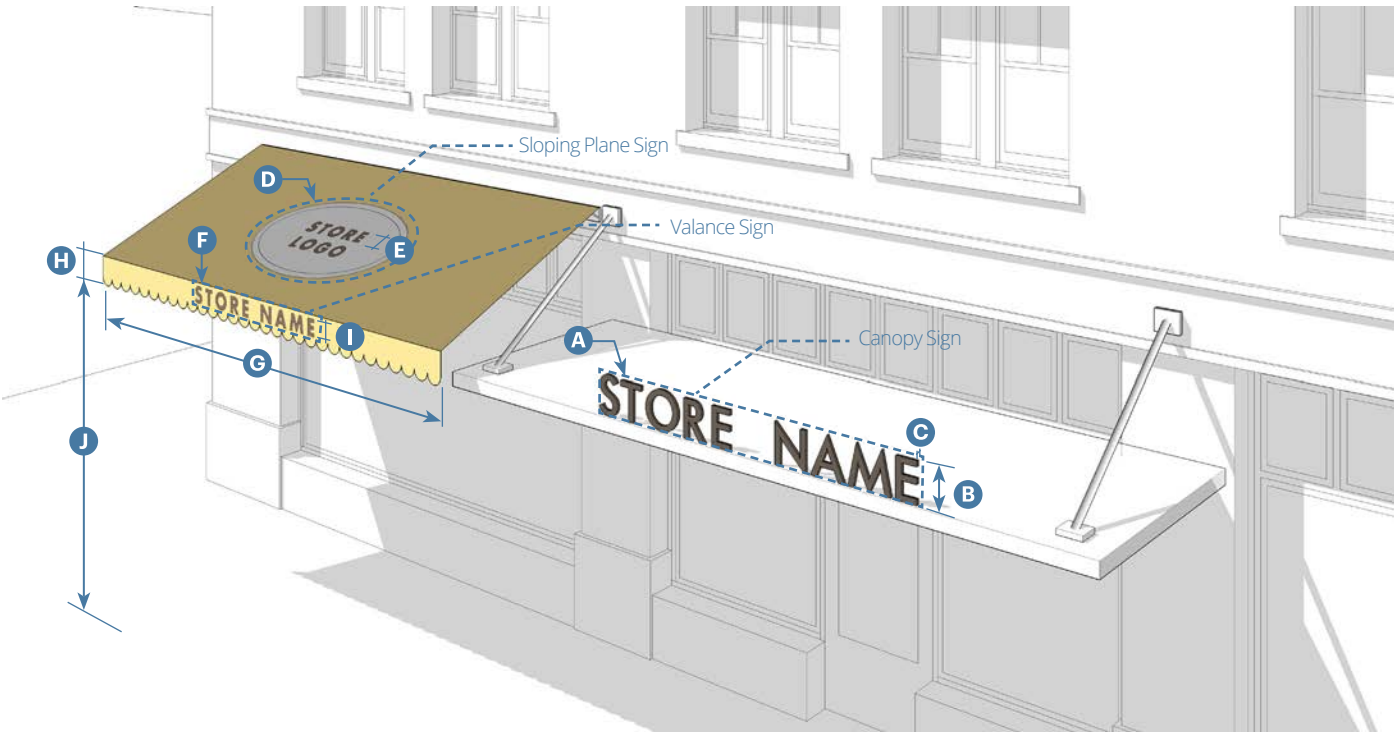 Sloping Plane Sign
D
STORE
LOGO
E
Valance Sign
F
H
STORE NAME
I
G
J
Canopy Sign
A
STORE NAME
C
B